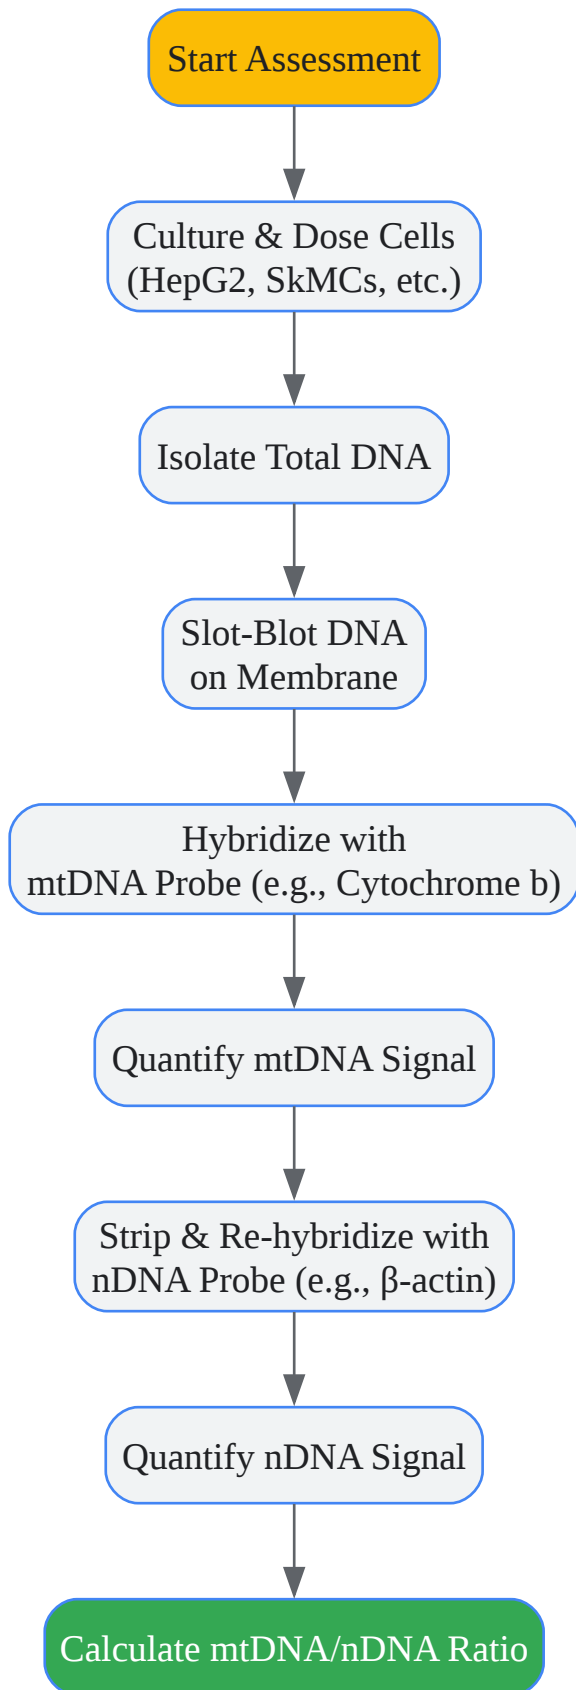 Start Assessment
Culture & Dose Cells
(HepG2, SkMCs, etc.)
Isolate Total DNA
Slot-Blot DNA
on Membrane
Hybridize with
mtDNA Probe (e.g., Cytochrome b)
Quantify mtDNA Signal
Strip & Re-hybridize with
nDNA Probe (e.g., β-actin)
Quantify nDNA Signal
Calculate mtDNA/nDNA Ratio